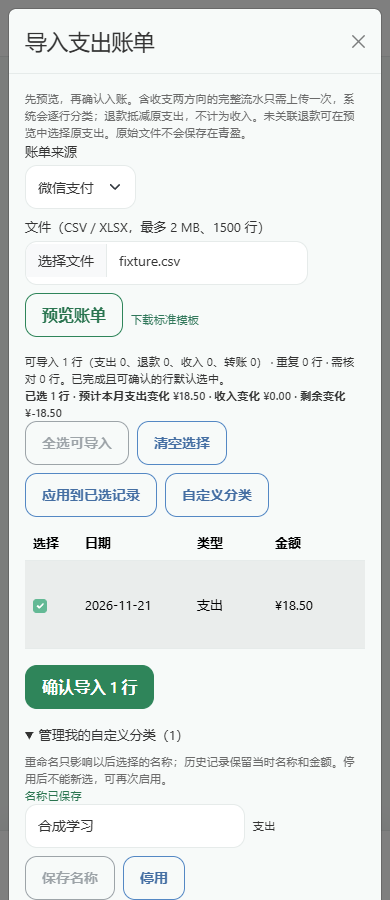 导入支出账单
先预览，再确认入账。含收支两方向的完整流水只需上传一次，系
统会逐行分类；退款抵减原支出，不计为收入。未关联退款可在预
览中选择原支出。原始文件不会保存在青盈。
账单来源
微信支付
文件（CSV / XLSX，最多 2 MB、1500 行）
选择文件 fixture.csv
预览账单 下载标准模板
可导入 1 行（支出 0、退款 0、收入 0、转账 0） · 重复 0 行 · 需核
对 0 行。已完成且可确认的行默认选中。
已选 1 行 · 预计本月支出变化 ¥18.50 · 收入变化 ¥0.00 · 剩余变化
¥-18.50
全选可导入 清空选择
应用到已选记录 自定义分类
选择 日期 类型 金额
2026-11-21 支出 ¥18.50
确认导入 1 行
▼ 管理我的自定义分类（1）
重命名只影响以后选择的名称；历史记录保留当时名称和金额。停
用后不能新选，可再次启用。
名称已保存
合成学习 支出
保存名称 停用